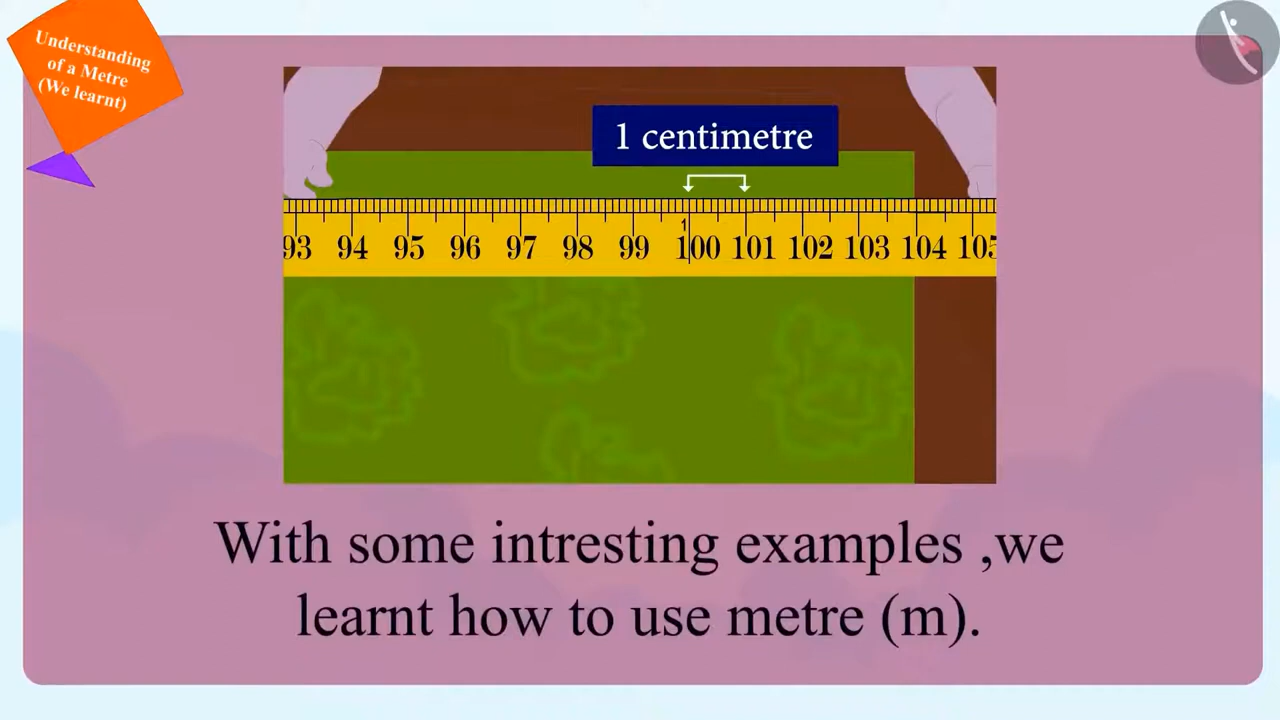 Understanding
of a Metre
(We learnt)
1 centimetre
1
93 94 95 96 97 98 99 100 101 102 103 104 105
With some intresting examples ,we
learnt how to use metre (m).